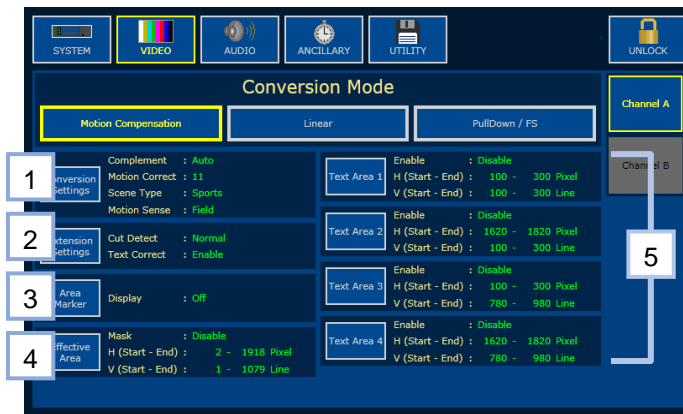 SYSTEM VIDEO AUDIO ANCILLARY UTILITY UNLOCK
Conversion Mode
Motion Compensation Linear PullDown / FS
Channel A
Channel B
1
Conversion Settings
Complement : Auto
Motion Correct : 11
Scene Type : Sports
Motion Sense : Field
2
Extension Settings
Cut Detect : Normal
Text Correct : Enable
3
Area Marker
Display : Off
4
Effective Area
Mask : Disable
H (Start - End) : 2 - 1918 Pixel
V (Start - End) : 1 - 1079 Line
Text Area 1
Enable : Disable
H (Start - End) : 100 - 300 Pixel
V (Start - End) : 100 - 300 Line
Text Area 2
Enable : Disable
H (Start - End) : 1620 - 1820 Pixel
V (Start - End) : 100 - 300 Line
Text Area 3
Enable : Disable
H (Start - End) : 100 - 300 Pixel
V (Start - End) : 780 - 980 Line
Text Area 4
Enable : Disable
H (Start - End) : 1620 - 1820 Pixel
V (Start - End) : 780 - 980 Line
5